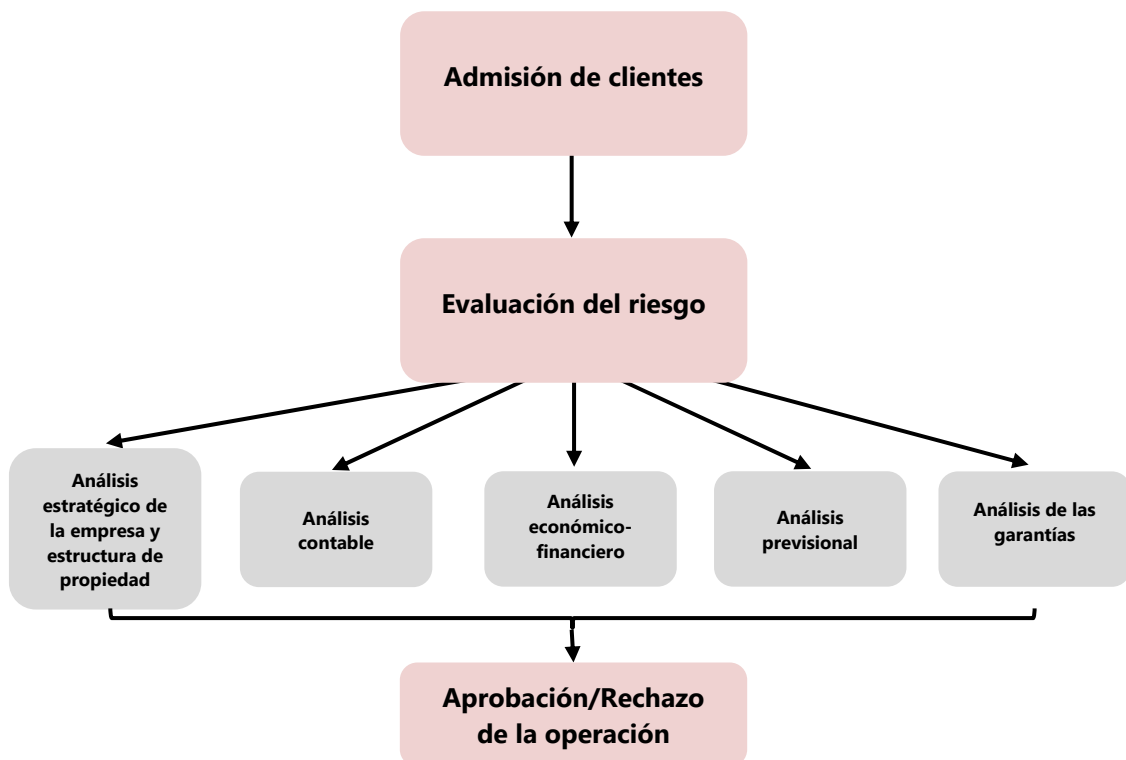 Admisión de clientes
Evaluación del riesgo
Análisis
estratégico de
la empresa y
estructura de
propiedad
Análisis
contable
Análisis
económico-
financiero
Análisis
previsional
Análisis de las
garantías
Aprobación/Rechazo
de la operación